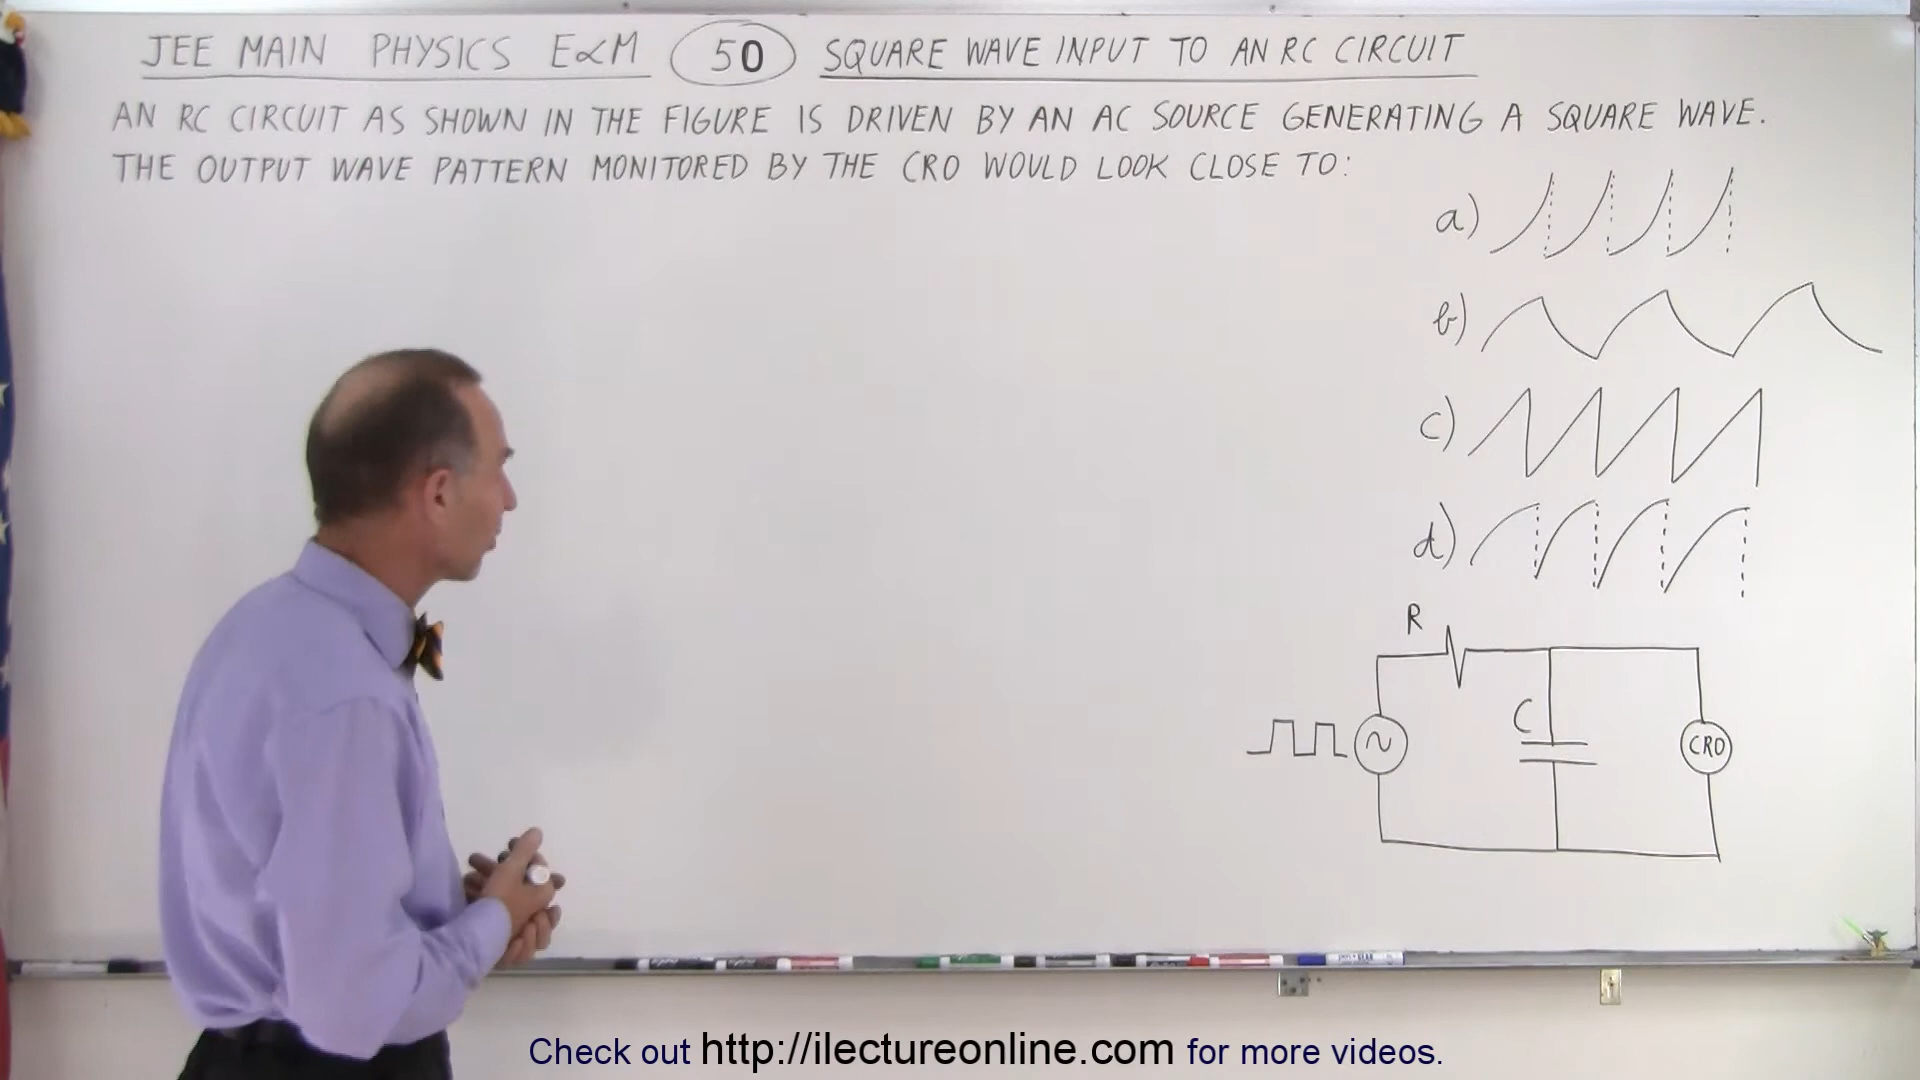 JEE MAIN PHYSICS E∝M 50 SQUARE WAVE INPUT TO AN RC CIRCUIT
AN RC CIRCUIT AS SHOWN IN THE FIGURE IS DRIVEN BY AN AC SOURCE GENERATING A SQUARE WAVE.
THE OUTPUT WAVE PATTERN MONITORED BY THE CRO WOULD LOOK CLOSE TO:
a)
b)
c)
d)
R
C
~
CRO
Check out http://ilectureonline.com for more videos.